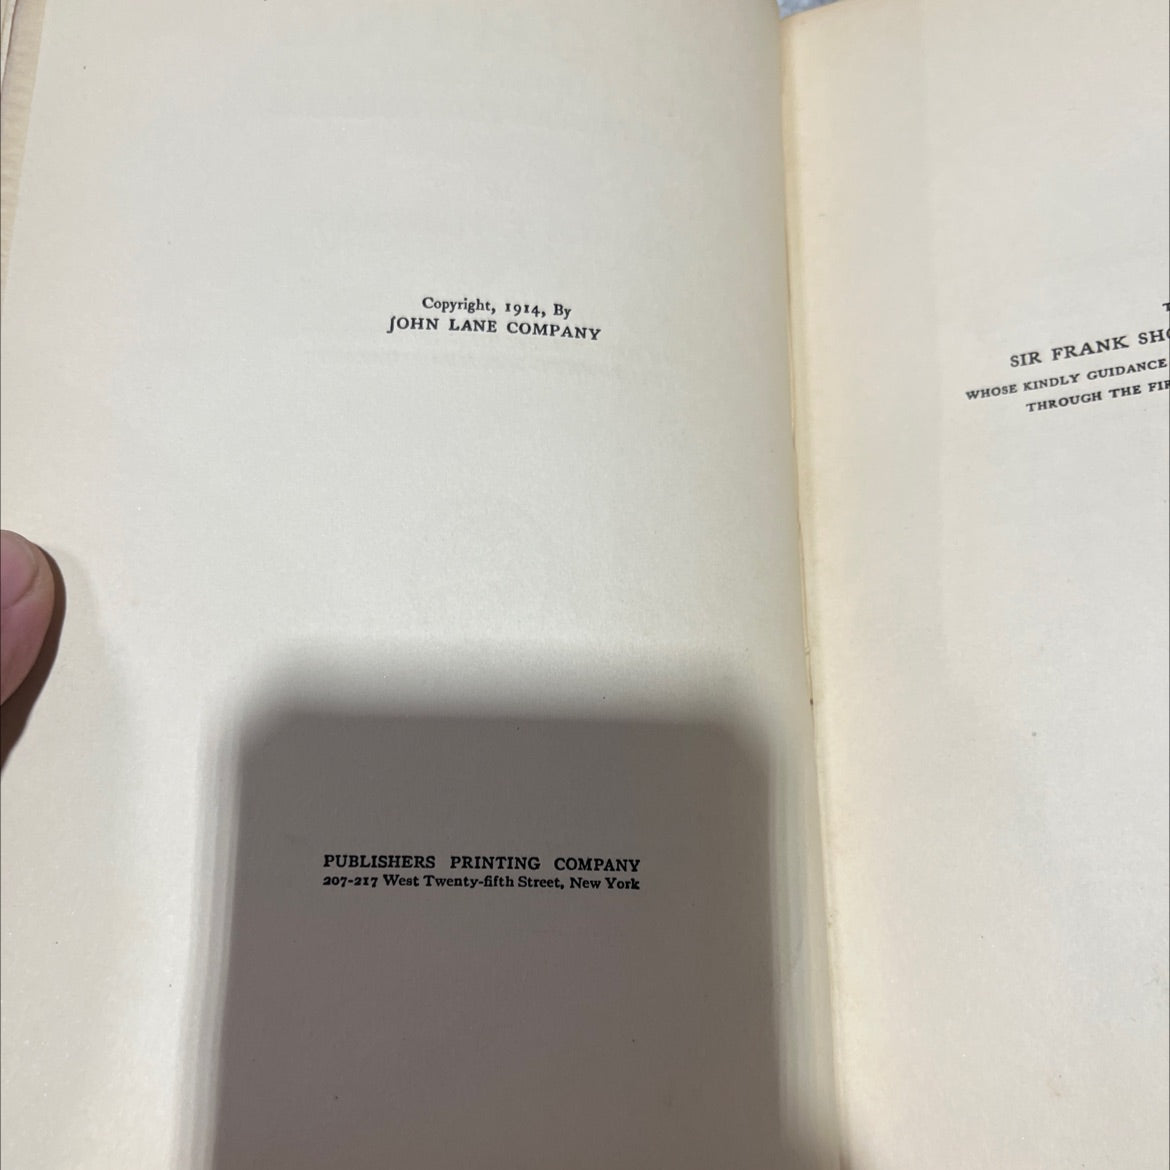 Copyright, 1914, By
JOHN LANE COMPANY
PUBLISHERS PRINTING COMPANY
207-217 West Twenty-fifth Street, New York
SIR FRANK
WHOSE KINDLY GUIDANCE
THROUGH THE